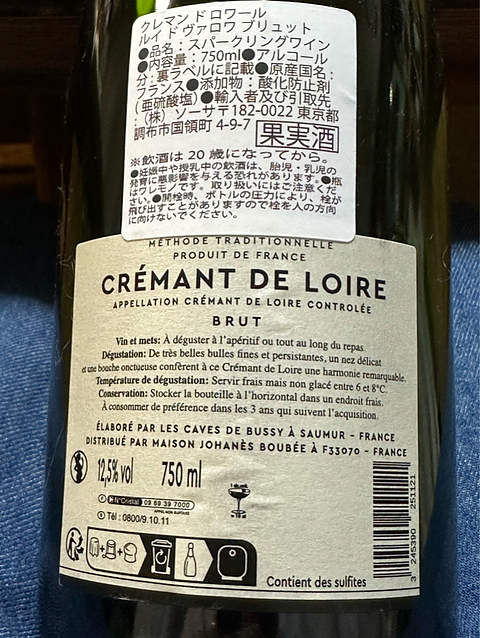 クレマン ド ロワール
ルイ ド ヴァロワ ブリュット
●品名：スパークリングワイン
●内容量：750ml●アルコール
分：裏ラベルに記載●原産国名：
フランス●添加物：酸化防止剤
（亜硫酸塩）●輸入者及び引取先
：（株）ソーサ〒182-0022 東京都
調布市国領町 4-9-7 果実酒
※飲酒は 20 歳になってから。
●妊娠中や授乳中の飲酒は、胎児・乳児の
発育に悪影響を与える恐れがあります。●瓶
はワレモノです。取り扱いにはご注意くだ
さい。●開栓時、ボトルの圧力により、栓が
飛び出すことがありますので栓を人の方向
に向けないでください。
MÉTHODE TRADITIONNELLE
PRODUIT DE FRANCE
CRÉMANT DE LOIRE
APPELLATION CRÉMANT DE LOIRE CONTROLÉE
BRUT
Vin et mets: À déguster à l'apéritif ou tout au long du repas.
Dégustation: De très belles bulles fines et persistantes, un nez délicat
et une bouche onctueuse confèrent à ce Crémant de Loire une harmonie remarquable.
Température de dégustation: Servir frais mais non glacé entre 6 et 8°C.
Conservation: Stocker la bouteille à l'horizontal dans un endroit frais.
À consommer de préférence dans les 3 ans qui suivent l'acquisition.
ÉLABORÉ PAR LES CAVES DE BUSSY À SAUMUR – FRANCE
DISTRIBUÉ PAR MAISON JOHANÈS BOUBÉE À F33070 – FRANCE
12,5% vol 750 ml
N°Cristal 09 69 39 7000
APPEL NON SURTAXÉ
Tél : 0800/9.10.11
Contient des sulfites
3 245390 251121